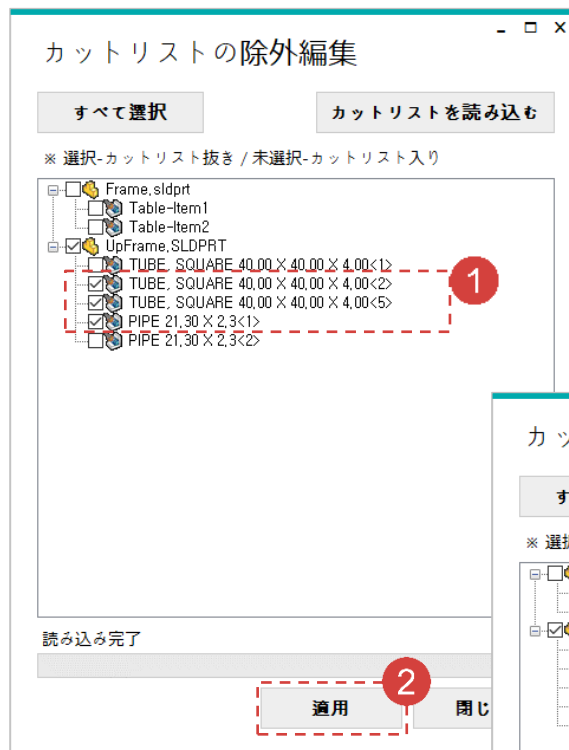 カットリストの除外編集
すべて選択
カットリストを読み込む
※ 選択-カットリスト抜き / 未選択-カットリスト入り
Frame.sldprt
Table-Item1
Table-Item2
UpFrame.SLDPRT
TUBE, SQUARE 40.00 X 40.00 X 4.00<1>
TUBE, SQUARE 40.00 X 40.00 X 4.00<2>
TUBE, SQUARE 40.00 X 40.00 X 4.00<5>
PIPE 21.30 X 2.3<1>
PIPE 21.30 X 2.3<2>
1
読み込み完了
2
適用
閉じ
カッ
す
※ 選択